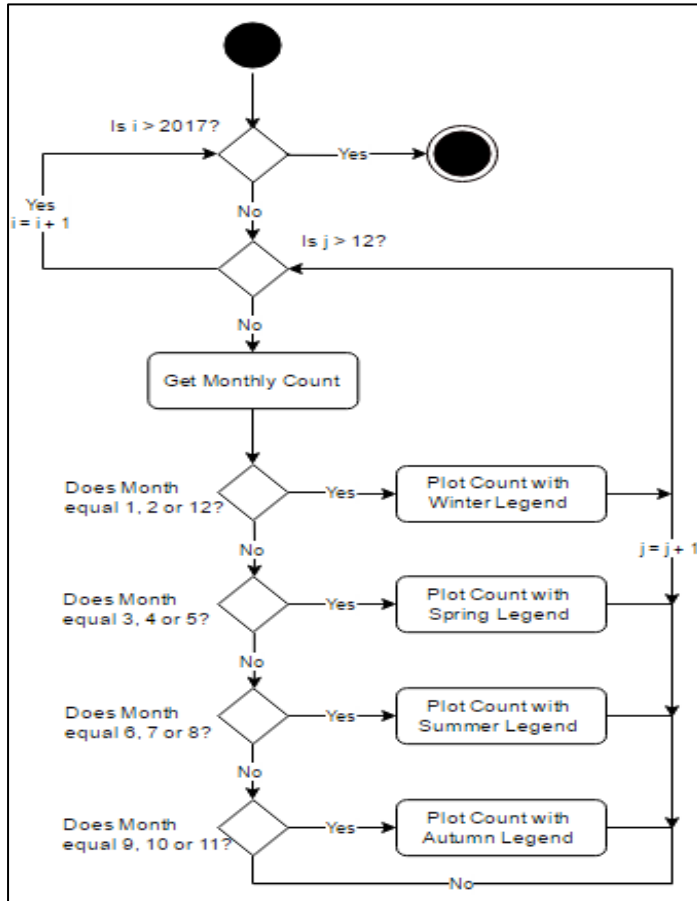 Is i > 2017?
Yes
No
Yes
i = i + 1
Is j > 12?
No
Get Monthly Count
Does Month
equal 1, 2 or 12?
Yes
Plot Count with
Winter Legend
No
j = j + 1
Does Month
equal 3, 4 or 5?
Yes
Plot Count with
Spring Legend
No
Does Month
equal 6, 7 or 8?
Yes
Plot Count with
Summer Legend
No
Does Month
equal 9, 10 or 11?
Yes
Plot Count with
Autumn Legend
No